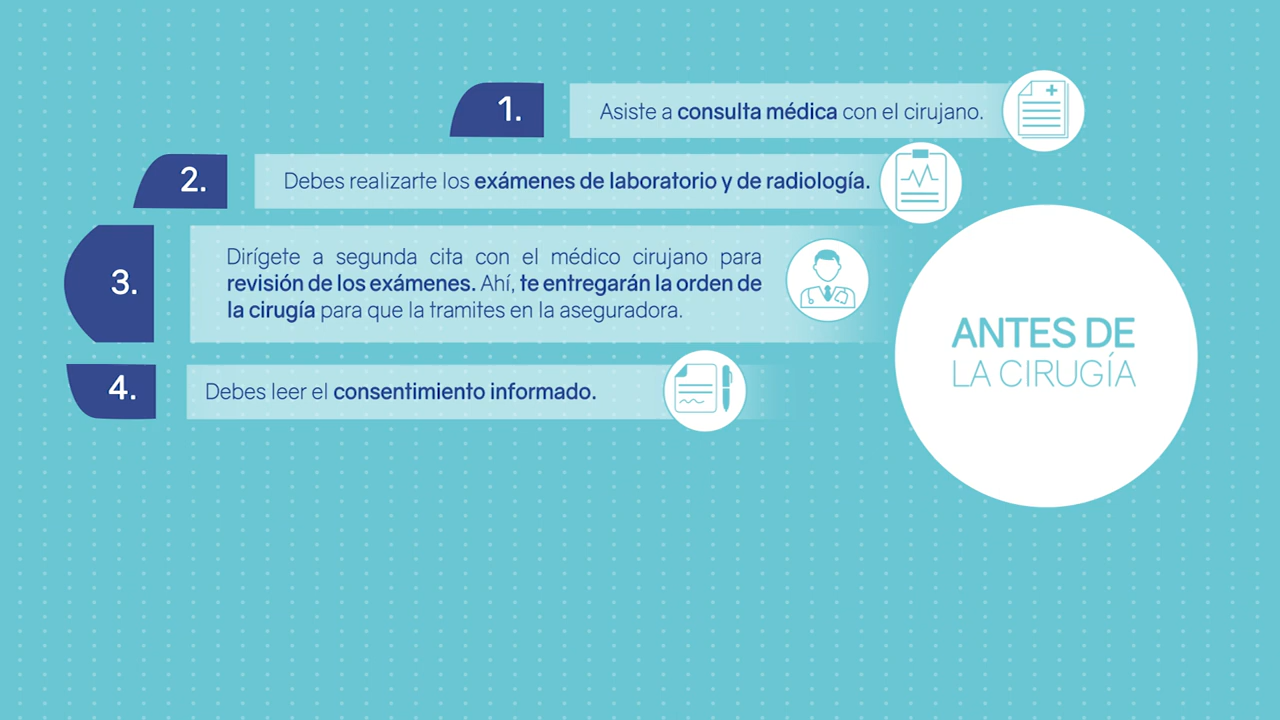 1. Asiste a consulta médica con el cirujano.
2. Debes realizarte los exámenes de laboratorio y de radiología.
3. Dirígete a segunda cita con el médico cirujano para
revisión de los exámenes. Ahí, te entregarán la orden de
la cirugía para que la tramites en la aseguradora.
4. Debes leer el consentimiento informado.
ANTES DE
LA CIRUGÍA